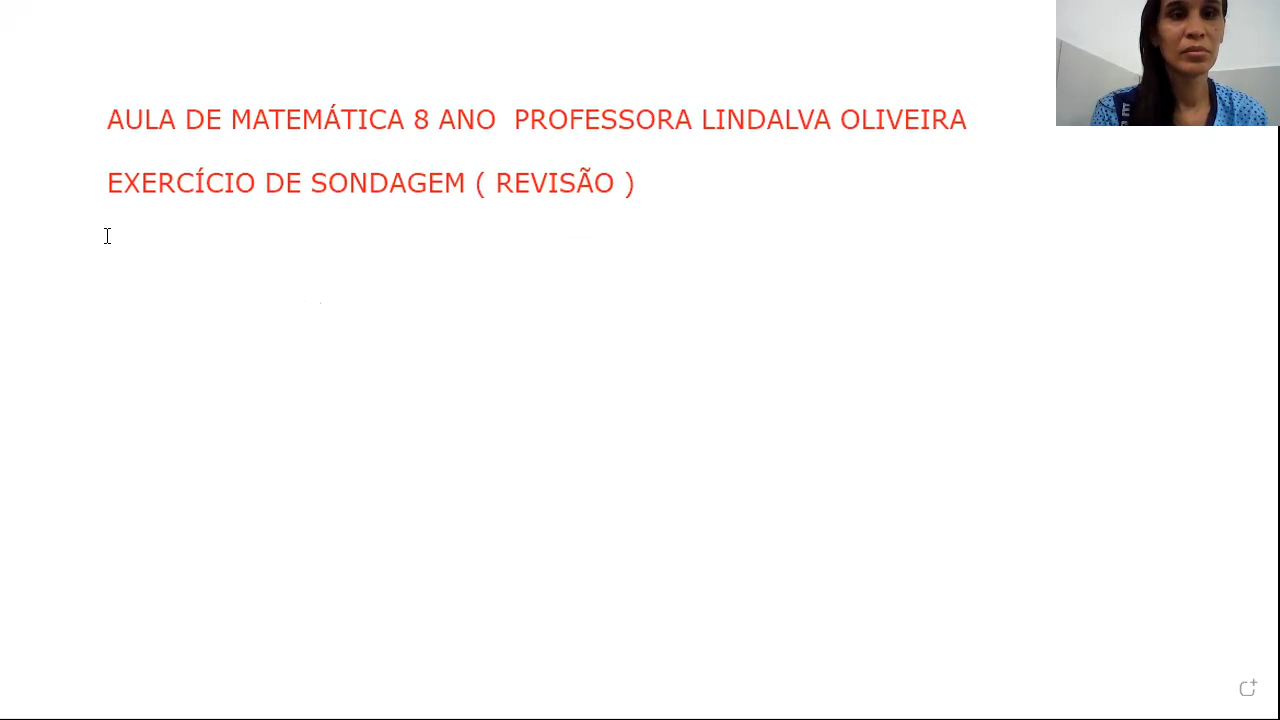 AULA DE MATEMÁTICA 8 ANO PROFESSORA LINDALVA OLIVEIRA
EXERCÍCIO DE SONDAGEM ( REVISÃO )